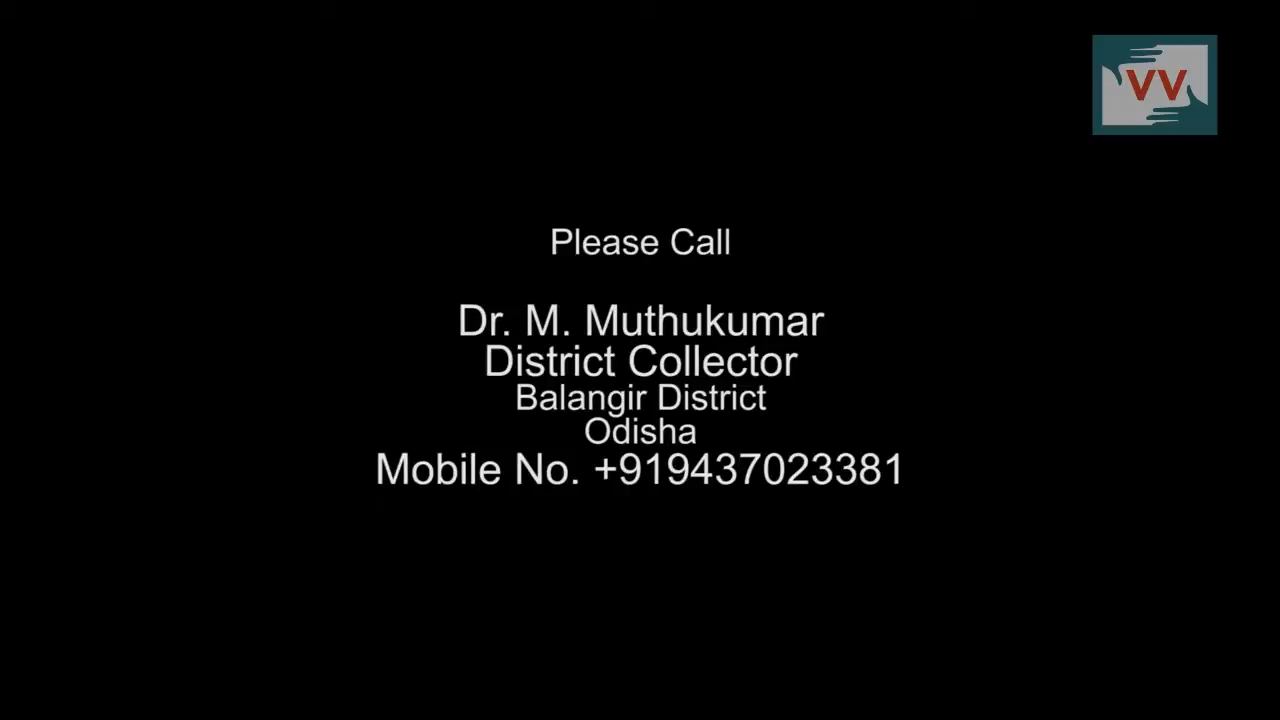 VV
Please Call
Dr. M. Muthukumar
District Collector
Balangir District
Odisha
Mobile No. +919437023381